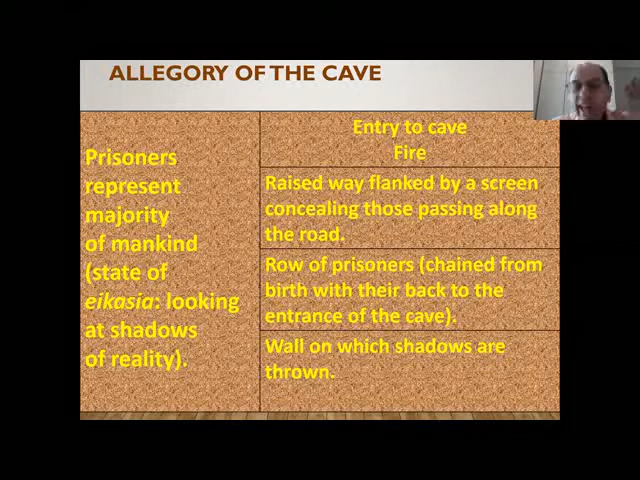 ALLEGORY OF THE CAVE
Prisoners
represent
majority
of mankind
(state of
eikasia: looking
at shadows
of reality).
Entry to cave
Fire
Raised way flanked by a screen
concealing those passing along
the road.
Row of prisoners (chained from
birth with their back to the
entrance of the cave).
Wall on which shadows are
thrown.